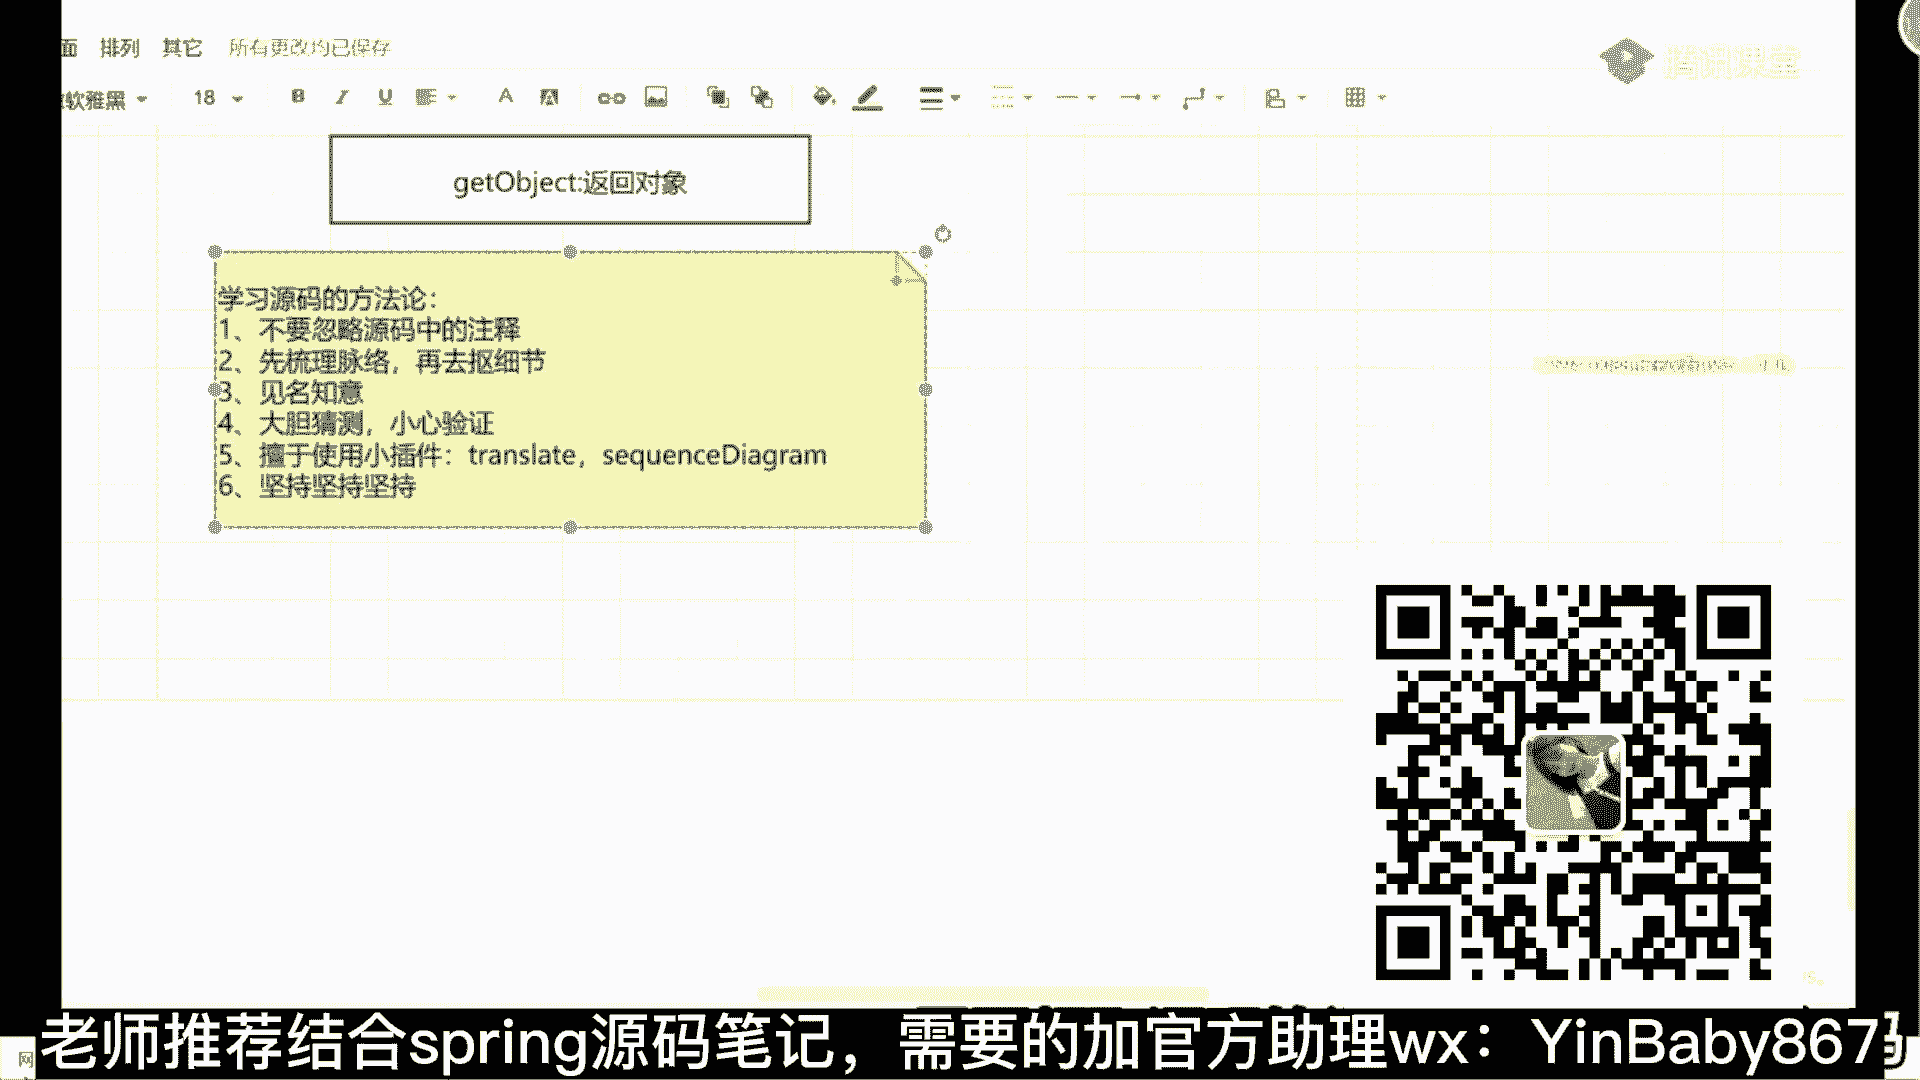 面 排列 其它 所有更改均已保存
软雅黑 18 B I U A A
腾讯课堂
getObject:返回对象
学习源码的方法论：
1、不要忽略源码中的注释
2、先梳理脉络，再去抠细节
3、见名知意
4、大胆猜测，小心验证
5、擅于使用小插件：translate，sequenceDiagram
6、坚持坚持坚持
老师推荐结合spring源码笔记，需要的加官方助理wx：YinBaby867
网